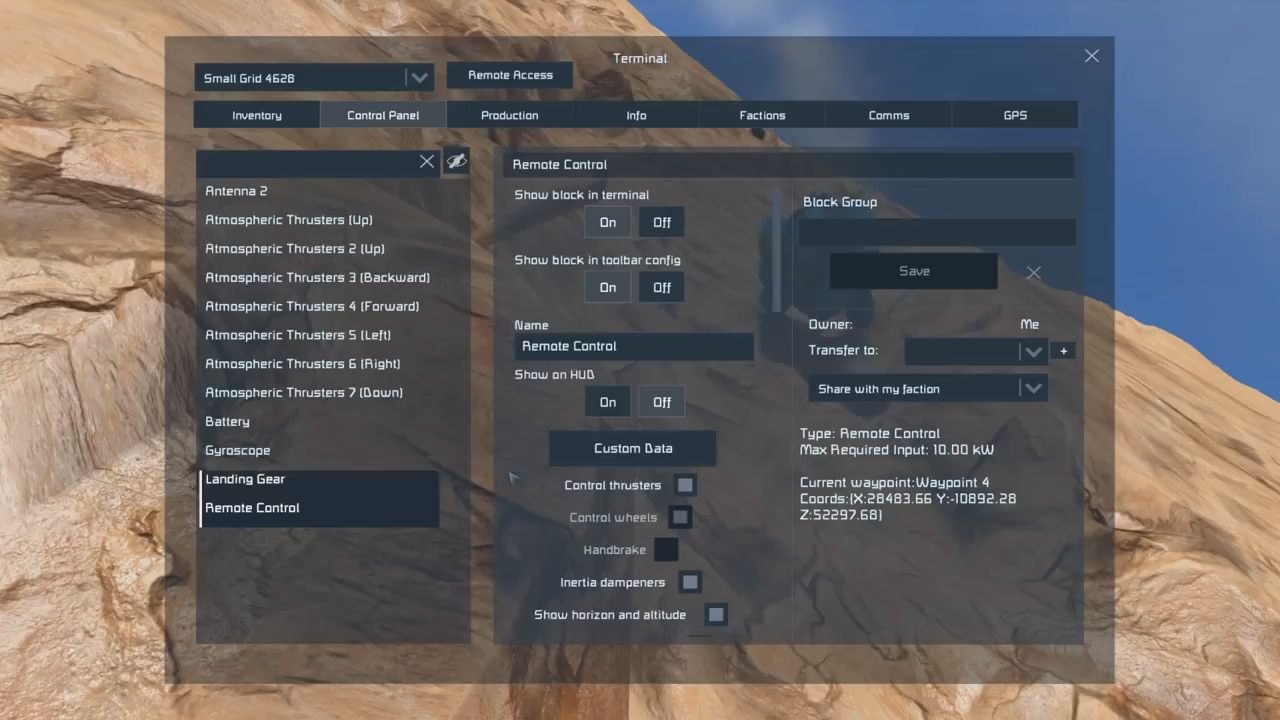 Terminal
Small Grid 4628
Remote Access
Inventory
Control Panel
Production
Info
Factions
Comms
GPS
Antenna 2
Atmospheric Thrusters (Up)
Atmospheric Thrusters 2 (Up)
Atmospheric Thrusters 3 (Backward)
Atmospheric Thrusters 4 (Forward)
Atmospheric Thrusters 5 (Left)
Atmospheric Thrusters 6 (Right)
Atmospheric Thrusters 7 (Down)
Battery
Gyroscope
Landing Gear
Remote Control
Remote Control
Show block in terminal
On Off
Show block in toolbar config
On Off
Name
Remote Control
Show on HUD
On Off
Custom Data
Control thrusters
Control wheels
Handbrake
Inertia dampeners
Show horizon and altitude
Block Group
Save
Owner: Me
Transfer to:
+
Share with my faction
Type: Remote Control
Max Required Input: 10.00 kW
Current waypoint:Waypoint 4
Coords:(X:28483.66 Y:-10892.28
Z:52297.68)